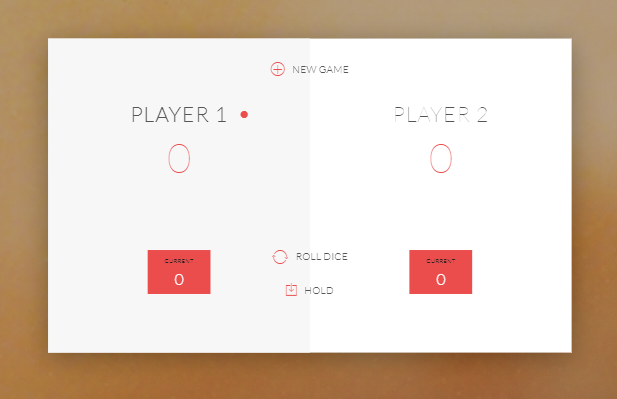 NEW GAME
PLAYER 1
PLAYER 2
0
0
CURRENT
0
ROLL DICE
HOLD
CURRENT
0